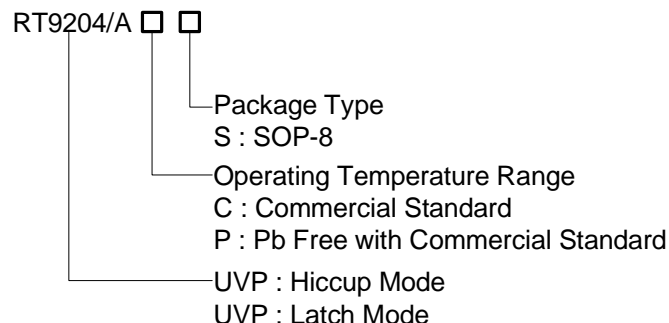 RT9204/A
Package Type
S : SOP-8
Operating Temperature Range
C : Commercial Standard
P : Pb Free with Commercial Standard
UVP : Hiccup Mode
UVP : Latch Mode